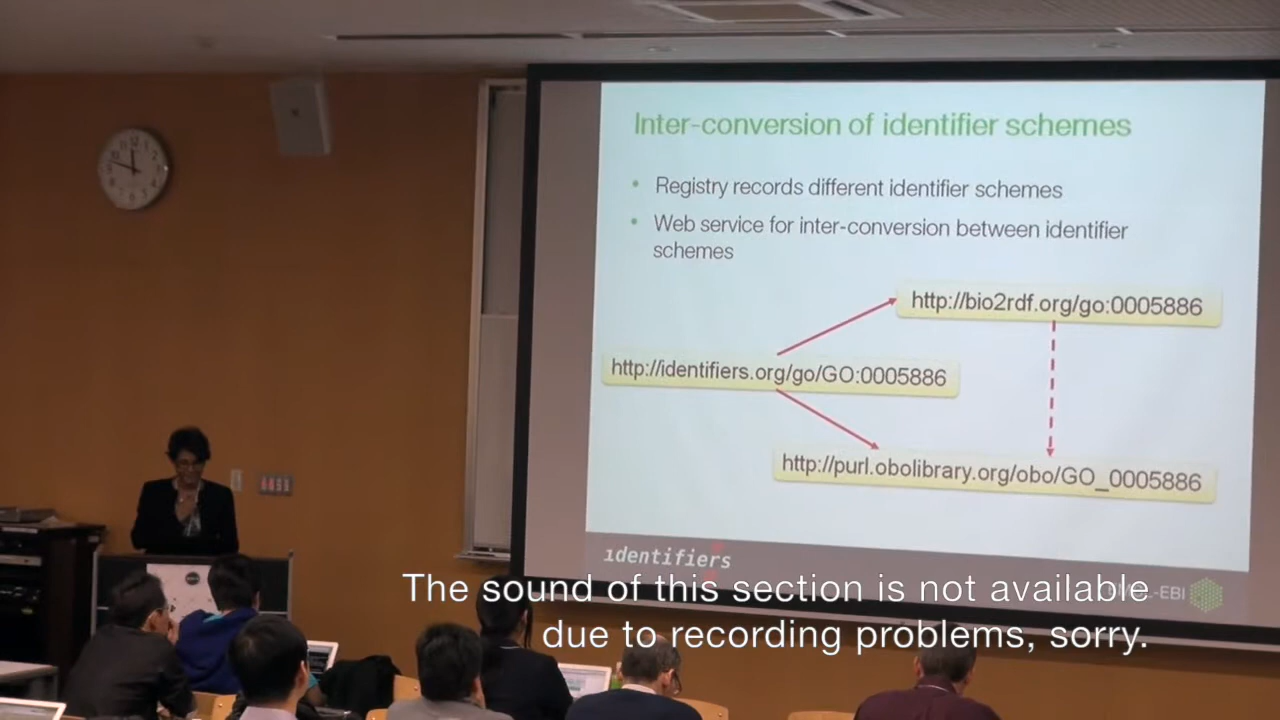 Inter-conversion of identifier schemes
• Registry records different identifier schemes
• Web service for inter-conversion between identifier
schemes
http://bio2rdf.org/go:0005886
http://identifiers.org/go/GO:0005886
http://purl.obolibrary.org/obo/GO_0005886
identifiers
-EBI
The sound of this section is not available
due to recording problems, sorry.